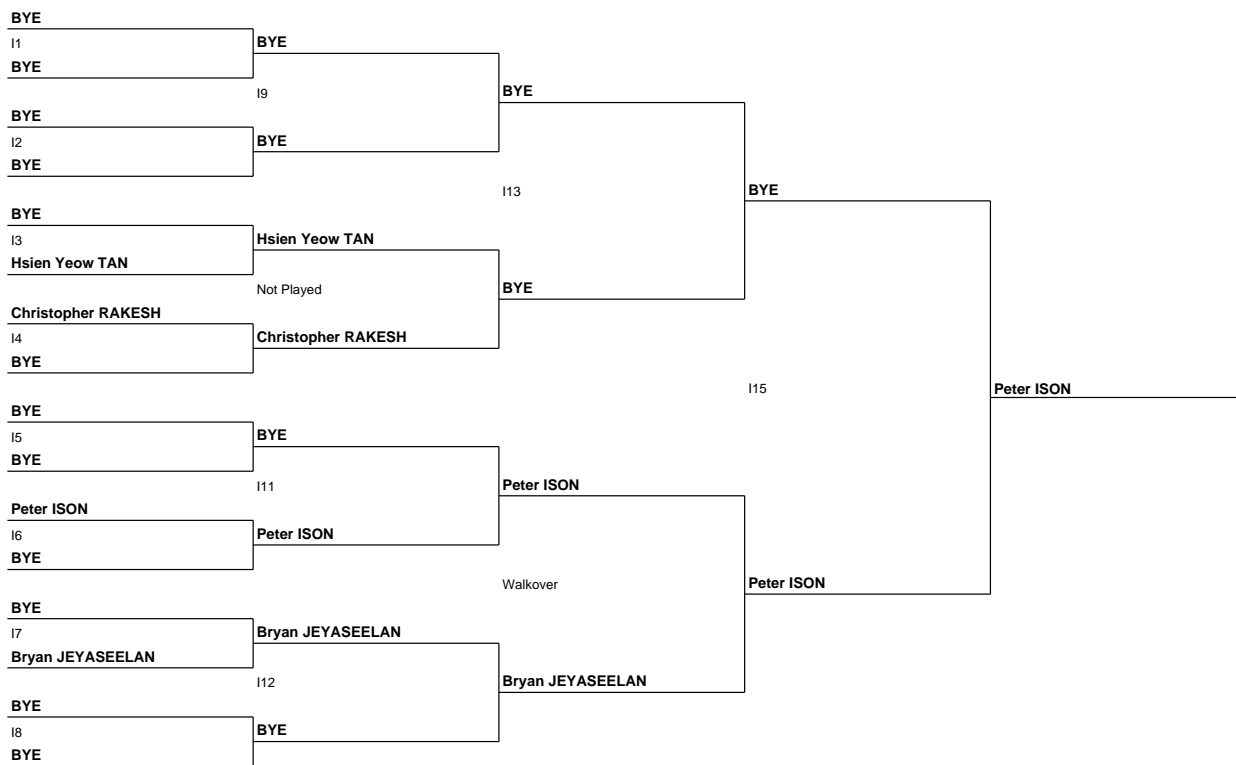 BYE
I1
BYE
BYE
I9
BYE
BYE
I2
BYE
BYE
I13
BYE
BYE
I3
Hsien Yeow TAN
Hsien Yeow TAN
Not Played
BYE
Christopher RAKESH
I4
Christopher RAKESH
BYE
I15
Peter ISON
BYE
I5
BYE
BYE
I11
Peter ISON
Peter ISON
I6
Peter ISON
BYE
Walkover
Peter ISON
BYE
I7
Bryan JEYASEELAN
Bryan JEYASEELAN
I12
Bryan JEYASEELAN
BYE
I8
BYE
BYE